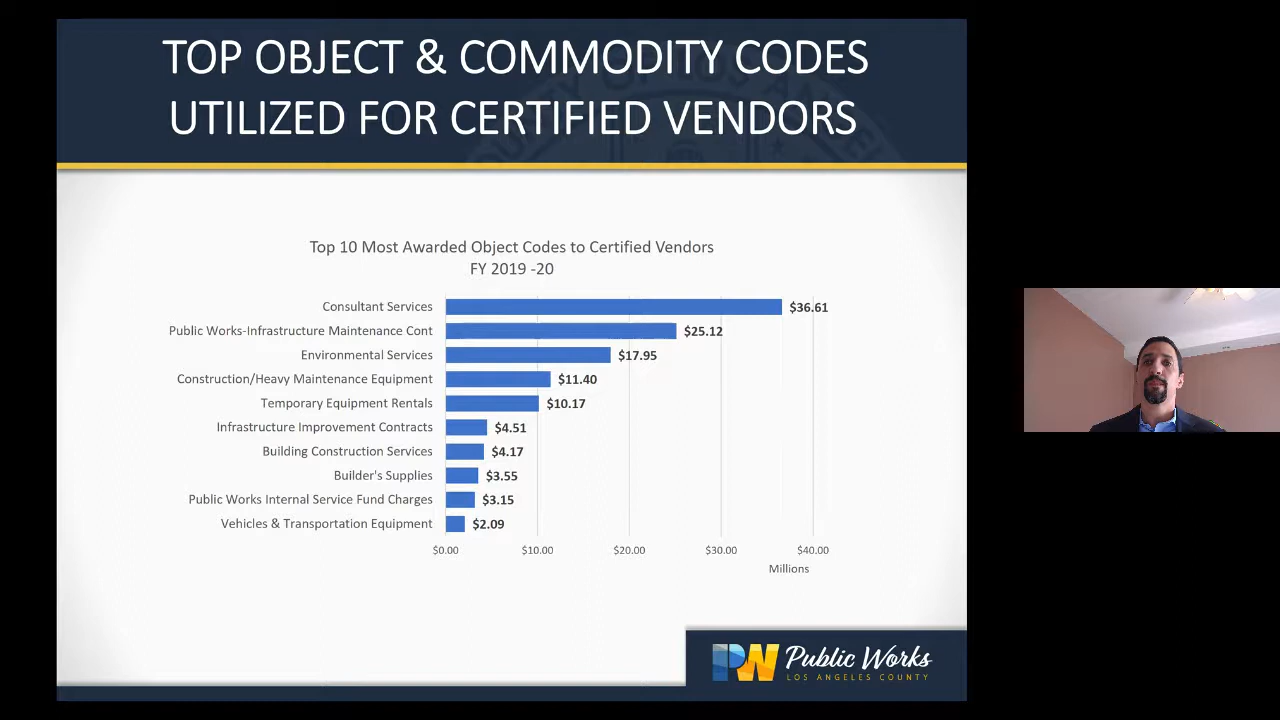 TOP OBJECT & COMMODITY CODES
UTILIZED FOR CERTIFIED VENDORS
Top 10 Most Awarded Object Codes to Certified Vendors
FY 2019 -20
Consultant Services $36.61
Public Works-Infrastructure Maintenance Cont $25.12
Environmental Services $17.95
Construction/Heavy Maintenance Equipment $11.40
Temporary Equipment Rentals $10.17
Infrastructure Improvement Contracts $4.51
Building Construction Services $4.17
Builder's Supplies $3.55
Public Works Internal Service Fund Charges $3.15
Vehicles & Transportation Equipment $2.09
$0.00 $10.00 $20.00 $30.00 $40.00
Millions
PW Public Works
LOS ANGELES COUNTY